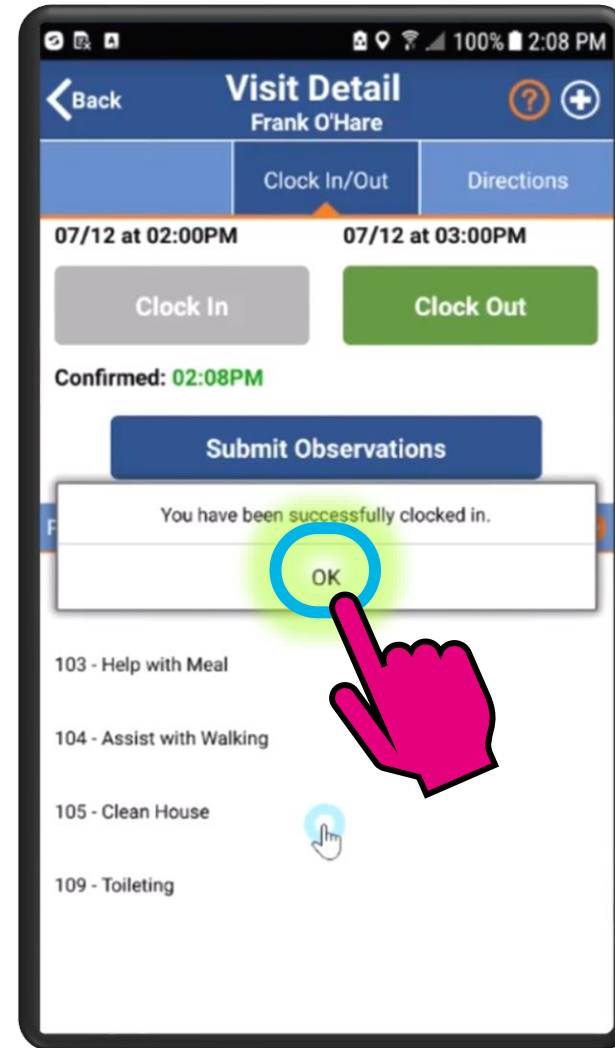 100% 2:08 PM
Back
Visit Detail
Frank O'Hare
?
Clock In/Out
Directions
07/12 at 02:00PM
07/12 at 03:00PM
Clock In
Clock Out
Confirmed: 02:08PM
Submit Observations
You have been successfully clocked in.
OK
103 - Help with Meal
104 - Assist with Walking
105 - Clean House
109 - Toileting